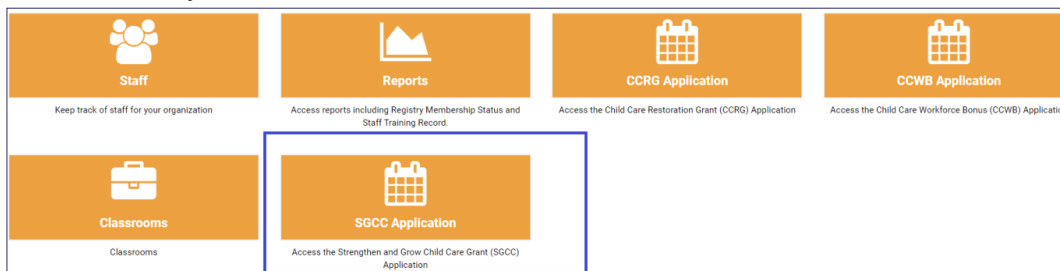 Staff
Reports
CCRG Application
CCWB Application
Keep track of staff for your organization
Access reports including Registry Membership Status and
Staff Training Record.
Access the Child Care Restoration Grant (CCRG) Application
Access the Child Care Workforce Bonus (CCWB) Applicatio
Classrooms
SGCC Application
Classrooms
Access the Strengthen and Grow Child Care Grant (SGCC)
Application